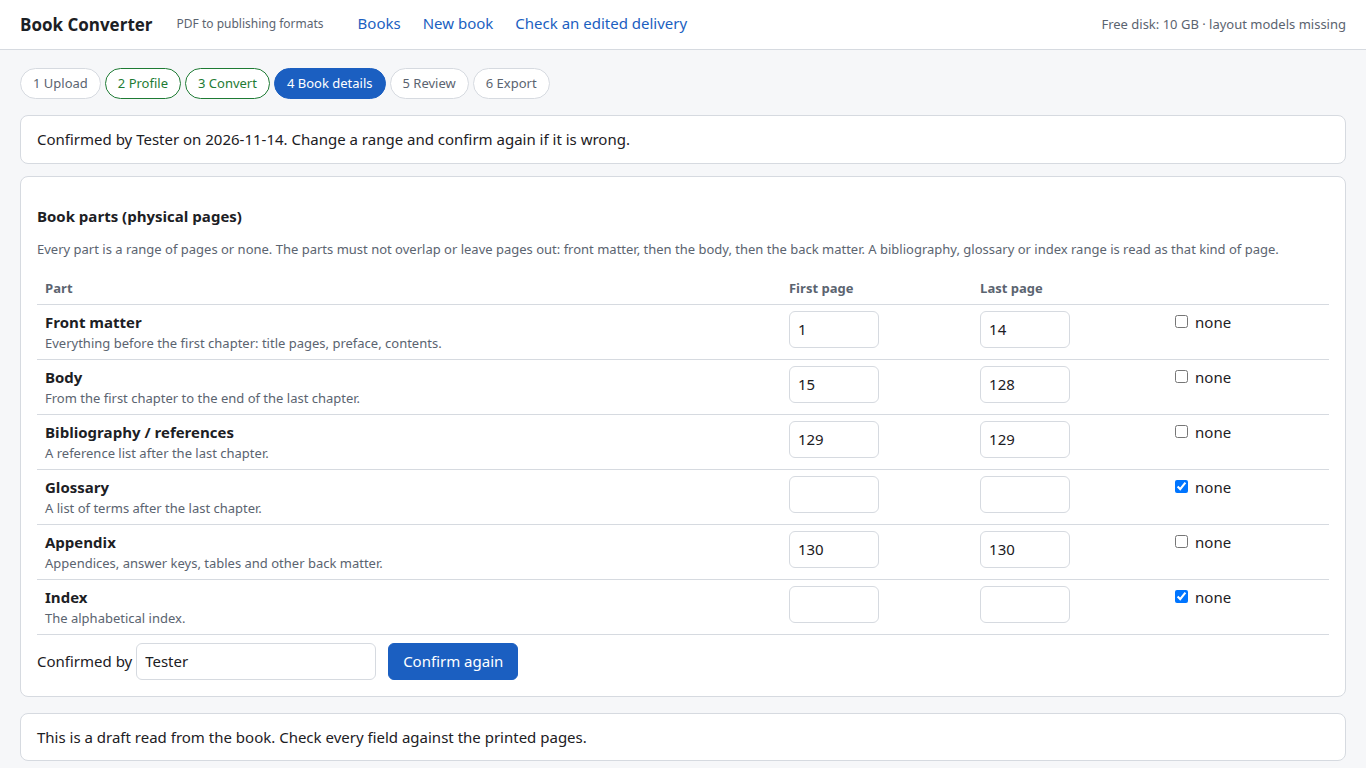 Book Converter PDF to publishing formats Books New book Check an edited delivery Free disk: 10 GB · layout models missing
1 Upload 2 Profile 3 Convert 4 Book details 5 Review 6 Export
Confirmed by Tester on 2026-11-14. Change a range and confirm again if it is wrong.
Book parts (physical pages)
Every part is a range of pages or none. The parts must not overlap or leave pages out: front matter, then the body, then the back matter. A bibliography, glossary or index range is read as that kind of page.
Part First page Last page
Front matter 1 14 none
Everything before the first chapter: title pages, preface, contents.
Body 15 128 none
From the first chapter to the end of the last chapter.
Bibliography / references 129 129 none
A reference list after the last chapter.
Glossary none
A list of terms after the last chapter.
Appendix 130 130 none
Appendices, answer keys, tables and other back matter.
Index none
The alphabetical index.
Confirmed by Tester Confirm again
This is a draft read from the book. Check every field against the printed pages.